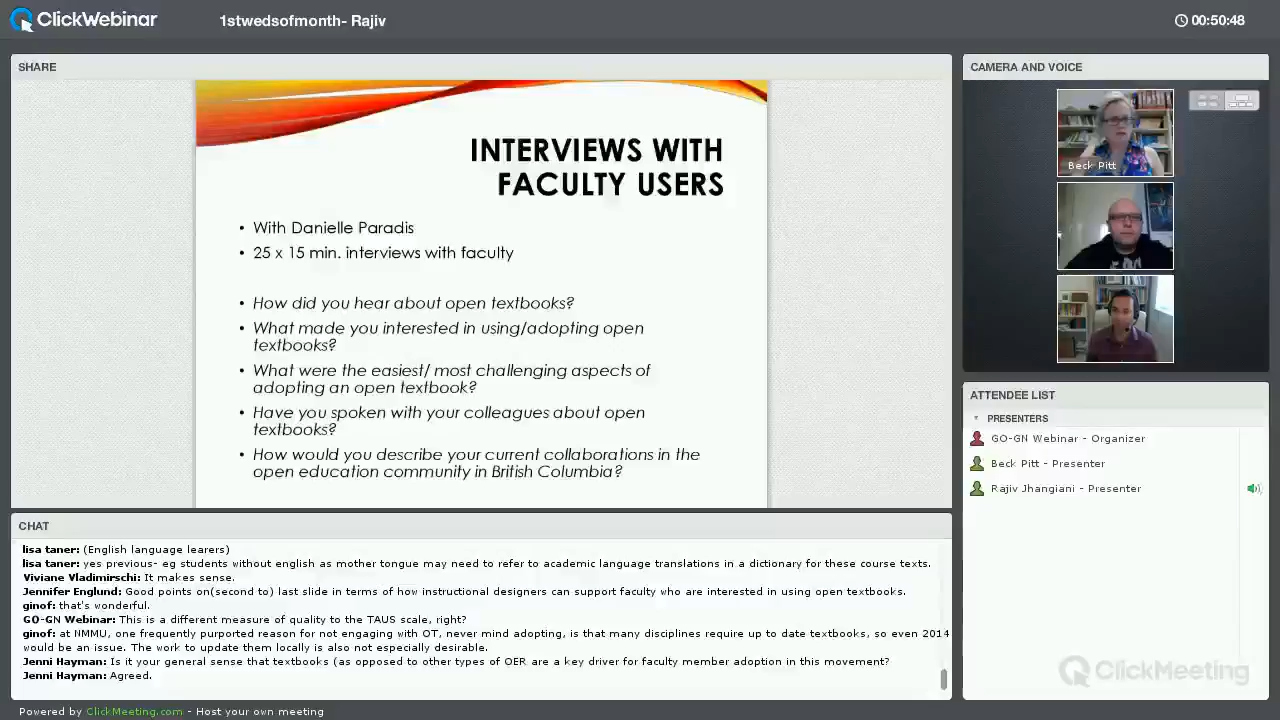 ClickWebinar
1stwedsofmonth- Rajiv
00:50:48
SHARE
INTERVIEWS WITH
FACULTY USERS
• With Danielle Paradis
• 25 x 15 min. interviews with faculty
• How did you hear about open textbooks?
• What made you interested in using/adopting open
textbooks?
• What were the easiest/ most challenging aspects of
adopting an open textbook?
• Have you spoken with your colleagues about open
textbooks?
• How would you describe your current collaborations in the
open education community in British Columbia?
CAMERA AND VOICE
Beck Pitt
ATTENDEE LIST
PRESENTERS
GO-GN Webinar - Organizer
Beck Pitt - Presenter
Rajiv Jhangiani - Presenter
CHAT
lisa taner: (English language learers)
lisa taner: yes previous- eg students without english as mother tongue may need to refer to academic language translations in a dictionary for these course texts.
Viviane Vladimirschi: It makes sense.
Jennifer Englund: Good points on(second to) last slide in terms of how instructional designers can support faculty who are interested in using open textbooks.
ginof: that's wonderful.
GO-GN Webinar: This is a different measure of quality to the TAUS scale, right?
ginof: at NMMU, one frequently purported reason for not engaging with OT, never mind adopting, is that many disciplines require up to date textbooks, so even 2014
would be an issue. The work to update them locally is also not especially desirable.
Jenni Hayman: Is it your general sense that textbooks (as opposed to other types of OER are a key driver for faculty member adoption in this movement?
Jenni Hayman: Agreed.
ClickMeeting
Powered by ClickMeeting.com - Host your own meeting